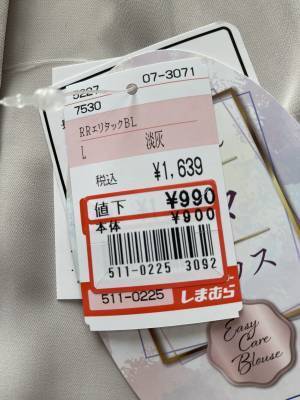 5227
07-3071
7530
RRエリタックBL
L 淡灰
税込 ¥1,639
値下 ¥990
本体 ¥900
511-0225 3092
511-0225 しまむら
ス
Easy
Care
Blouse